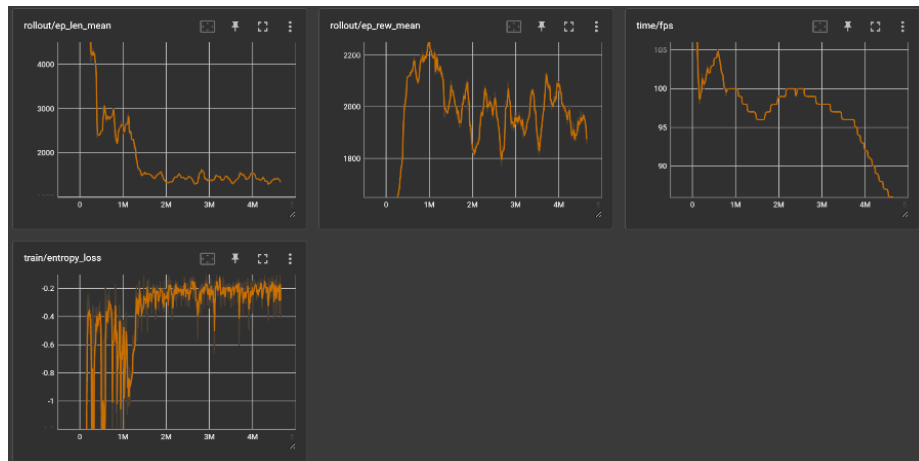 rollout/ep_len_mean
4000
3000
2000
0 1M 2M 3M 4M
rollout/ep_rew_mean
2200
2000
1800
0 1M 2M 3M 4M
time/fps
105
100
95
90
0 1M 2M 3M 4M
train/entropy_loss
-0.2
-0.4
-0.6
-0.8
-1
0 1M 2M 3M 4M